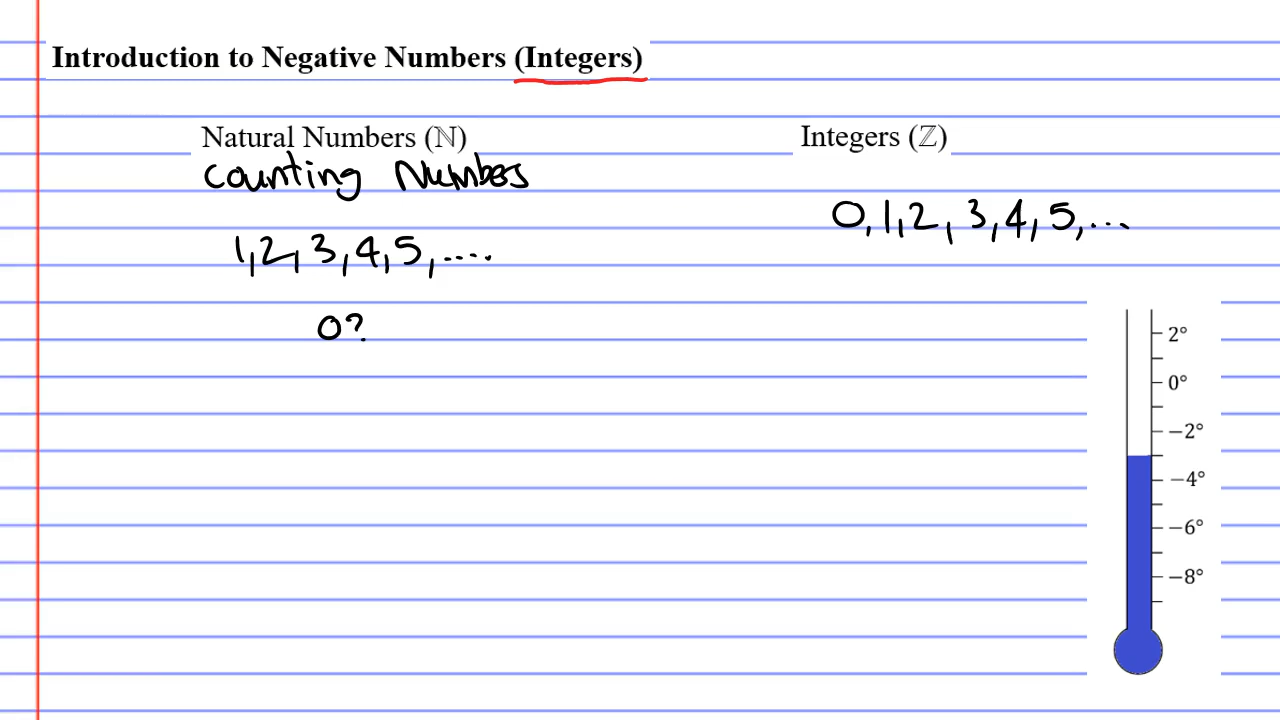 Introduction to Negative Numbers (Integers)
Natural Numbers (ℕ)
Counting Numbers
1, 2, 3, 4, 5, ....
0?
Integers (ℤ)
0, 1, 2, 3, 4, 5, ...
2°
0°
−2°
−4°
−6°
−8°